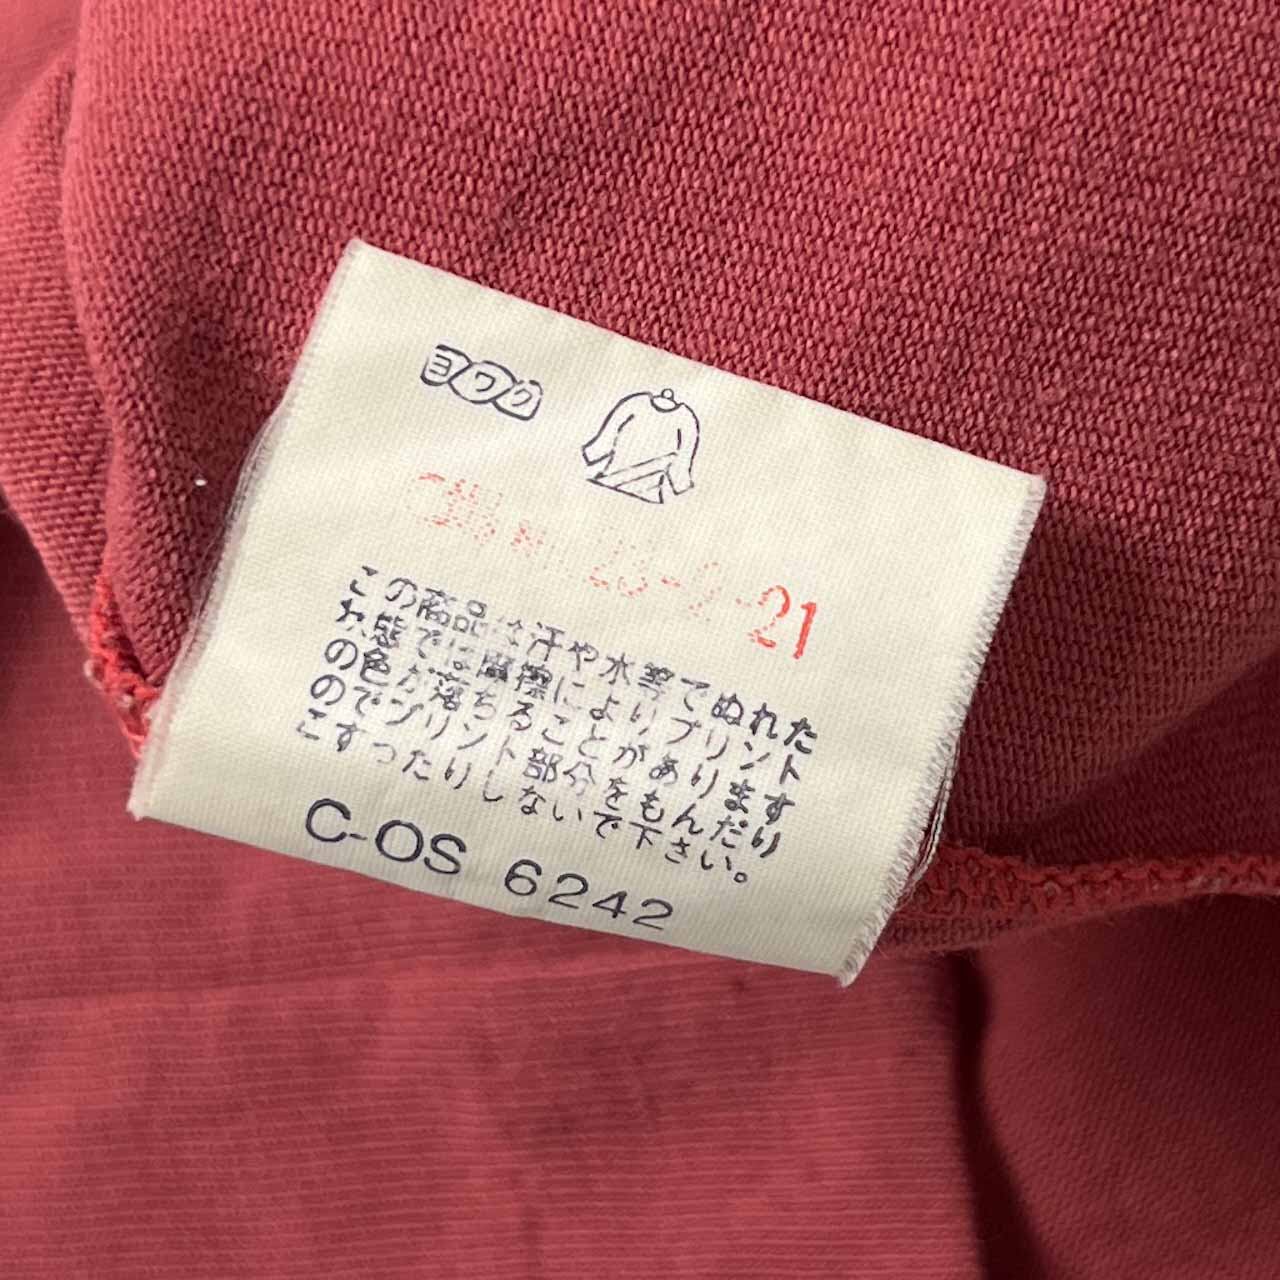 ヨワク
23-2-21
この商品は汗や水等でぬれた
状態では摩擦によりプリント
の色が落ちることがあります
のでプリント部分をもんだり
こすったりしないで下さい。
C-OS 6242